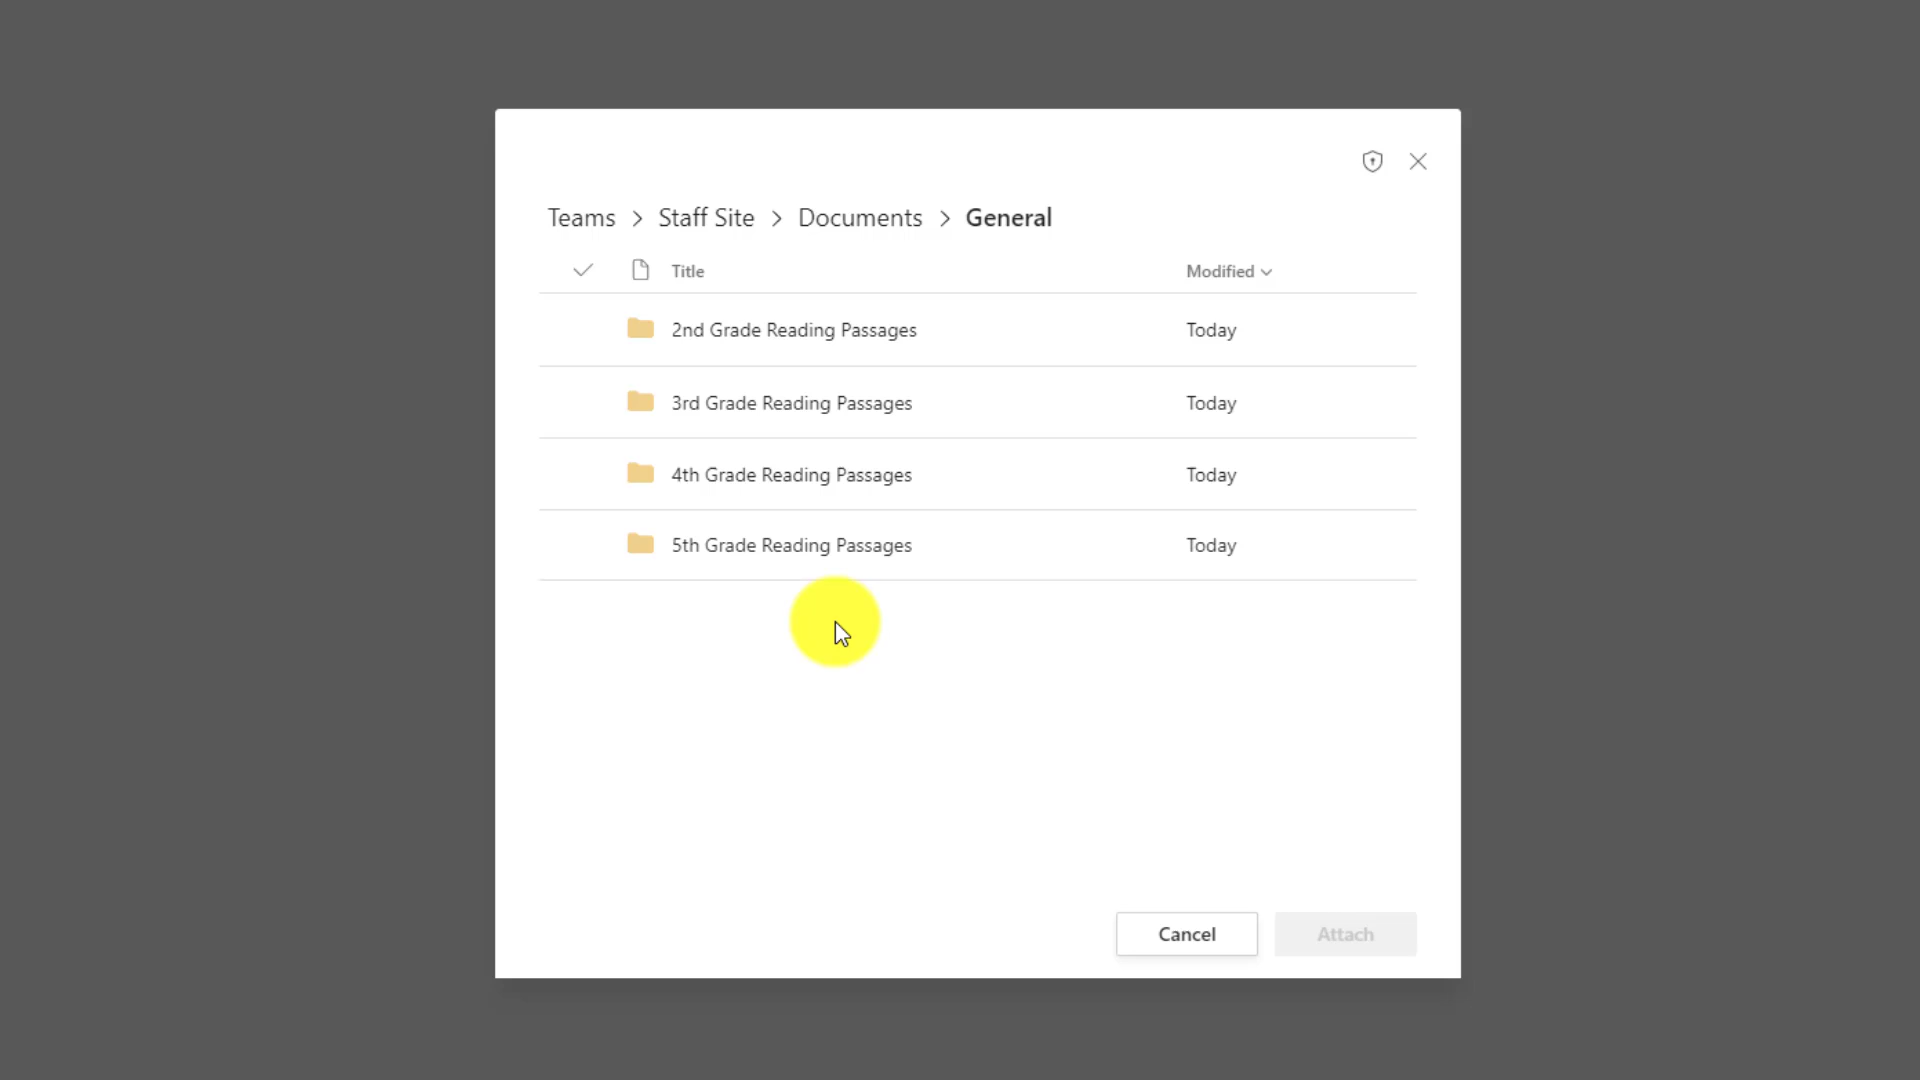 Teams > Staff Site > Documents > General
Title Modified
2nd Grade Reading Passages Today
3rd Grade Reading Passages Today
4th Grade Reading Passages Today
5th Grade Reading Passages Today
Cancel Attach